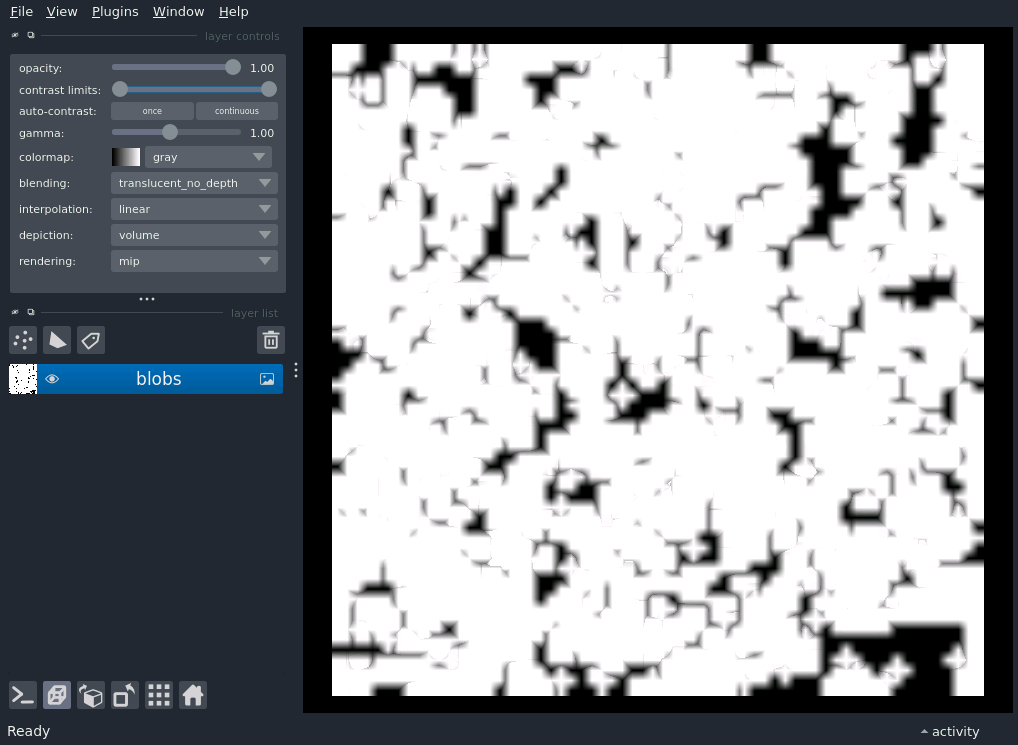 File View Plugins Window Help
layer controls
opacity: 1.00
contrast limits:
auto-contrast: once continuous
gamma: 1.00
colormap: gray
blending: translucent_no_depth
interpolation: linear
depiction: volume
rendering: mip
layer list
blobs
Ready activity